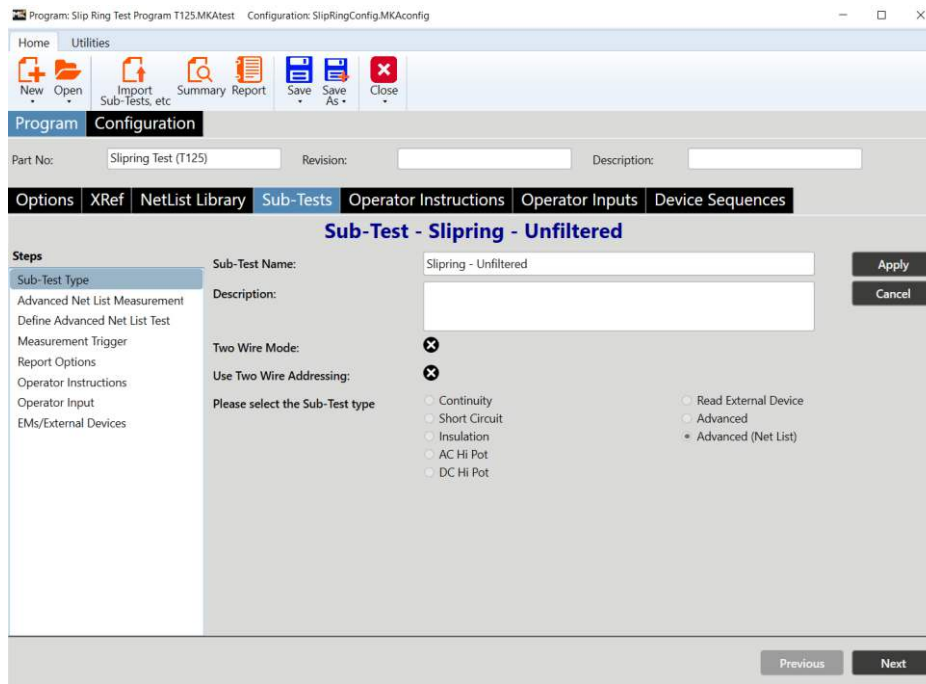 Program: Slip Ring Test Program T125.MKAtest    Configuration: SlipRingConfig.MKAconfig
Home    Utilities
New    Open    Import Sub-Tests, etc    Summary    Report    Save    Save As    Close
Program    Configuration
Part No:    Slipring Test (T125)    Revision:    Description:
Options    XRef    NetList Library    Sub-Tests    Operator Instructions    Operator Inputs    Device Sequences
Sub-Test - Slipring - Unfiltered
Steps
Sub-Test Type
Advanced Net List Measurement
Define Advanced Net List Test
Measurement Trigger
Report Options
Operator Instructions
Operator Input
EMs/External Devices
Sub-Test Name:    Slipring - Unfiltered    Apply
Description:    Cancel
Two Wire Mode:
Use Two Wire Addressing:
Please select the Sub-Test type    Continuity    Read External Device
Short Circuit    Advanced
Insulation    Advanced (Net List)
AC Hi Pot
DC Hi Pot
Previous    Next